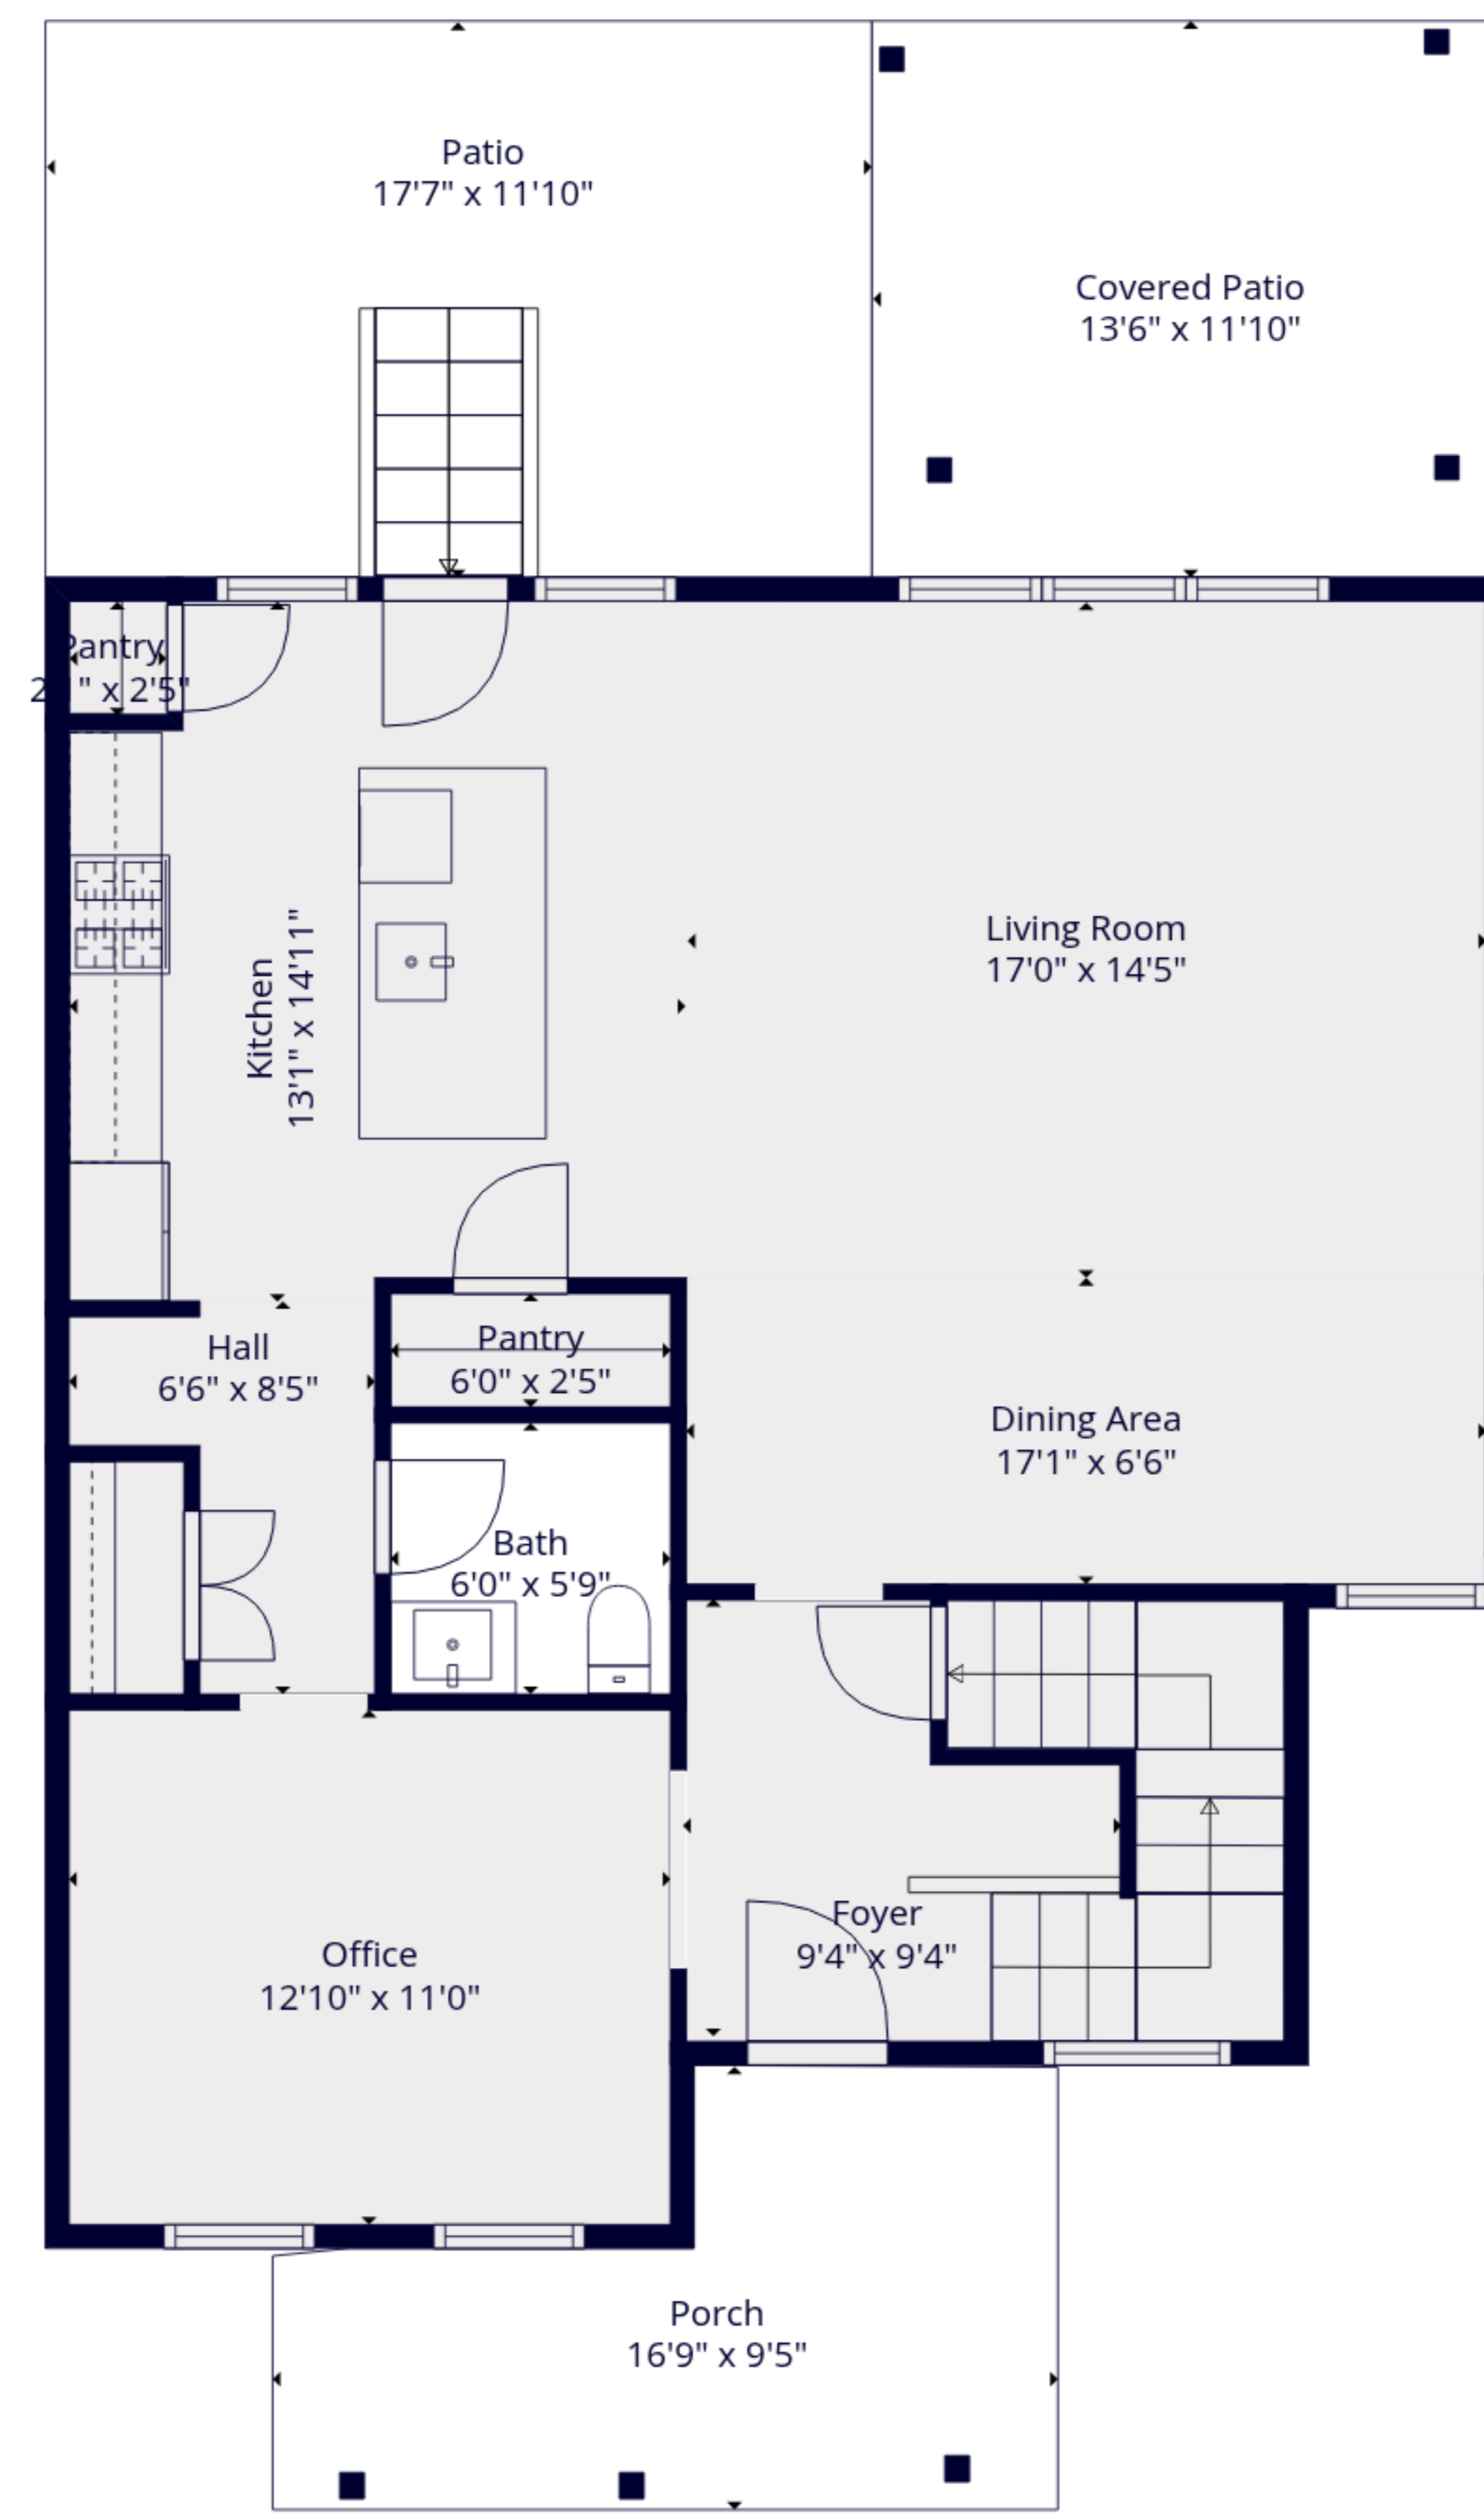 Patio
17'7" x 11'10"
Covered Patio
13'6" x 11'10"
Pantry
" x 2'5"
Living Room
17'0" x 14'5"
Kitchen
13'1" x 14'11"
Hall
6'6" x 8'5"
Pantry
6'0" x 2'5"
Dining Area
17'1" x 6'6"
Bath
6'0" x 5'9"
Foyer
9'4" x 9'4"
Office
12'10" x 11'0"
Porch
16'9" x 9'5"